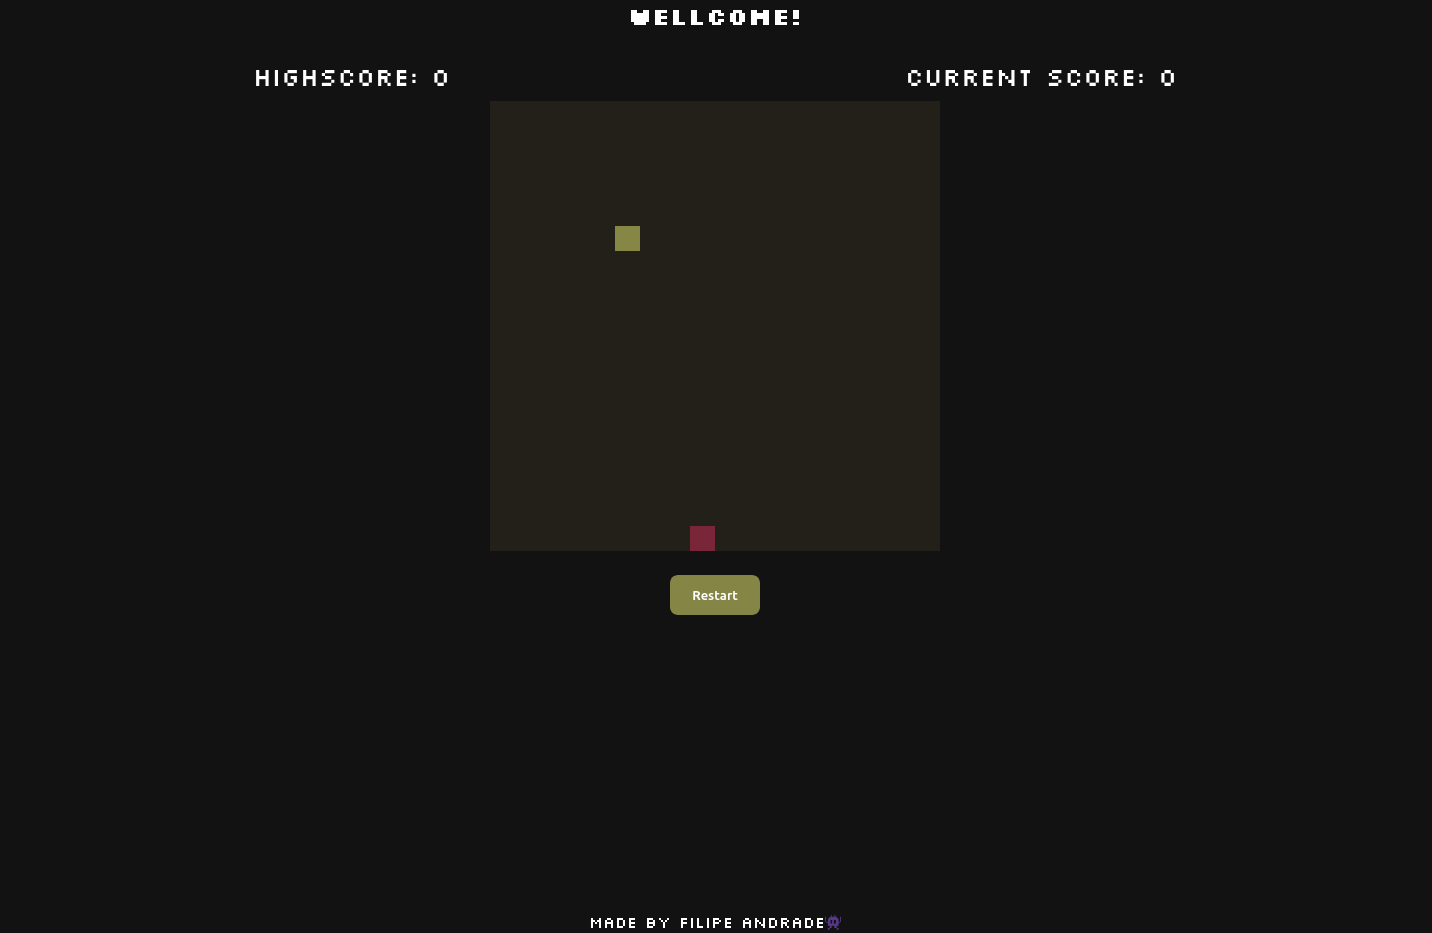 WELLCOME!
HIGHSCORE: 0
CURRENT SCORE: 0
Restart
MADE BY FILIPE ANDRADE